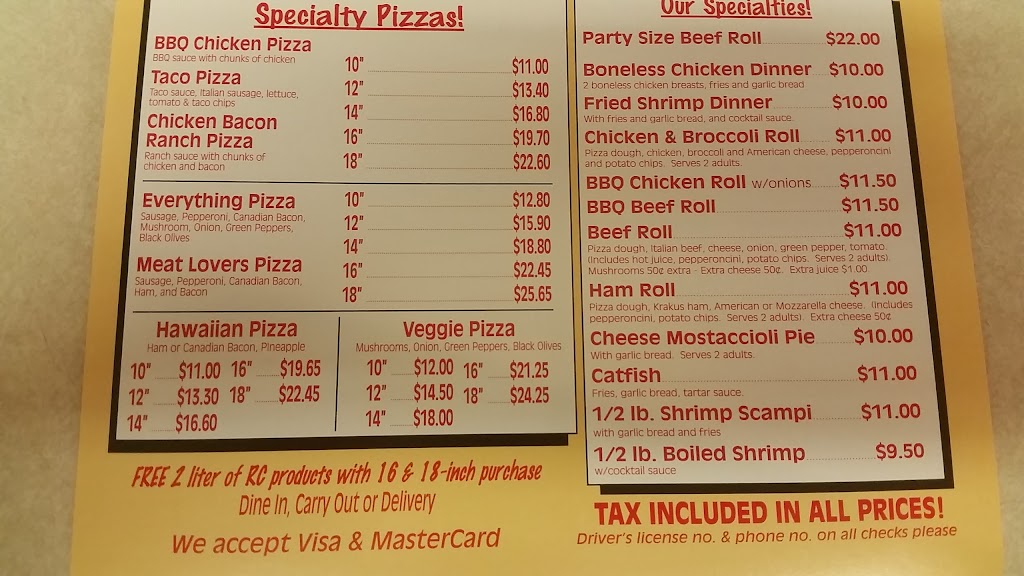 Specialty Pizzas!
BBQ Chicken Pizza
BBQ sauce with chunks of chicken
Taco Pizza
Taco sauce, Italian sausage, lettuce,
tomato & taco chips
Chicken Bacon
Ranch Pizza
Ranch sauce with chunks of
chicken and bacon
10" $11.00
12" $13.40
14" $16.80
16" $19.70
18" $22.60
Everything Pizza
Sausage, Pepperoni, Canadian Bacon,
Mushroom, Onion, Green Peppers,
Black Olives
Meat Lovers Pizza
Sausage, Pepperoni, Canadian Bacon,
Ham, and Bacon
10" $12.80
12" $15.90
14" $18.80
16" $22.45
18" $25.65
Hawaiian Pizza
Ham or Canadian Bacon, Pineapple
10" $11.00 16" $19.65
12" $13.30 18" $22.45
14" $16.60
Veggie Pizza
Mushrooms, Onion, Green Peppers, Black Olives
10" $12.00 16" $21.25
12" $14.50 18" $24.25
14" $18.00
FREE 2 liter of RC products with 16 & 18-inch purchase
Dine In, Carry Out or Delivery
We accept Visa & MasterCard
Our Specialties!
Party Size Beef Roll $22.00
Boneless Chicken Dinner $10.00
2 boneless chicken breasts, fries and garlic bread
Fried Shrimp Dinner $10.00
With fries and garlic bread, and cocktail sauce.
Chicken & Broccoli Roll $11.00
Pizza dough, chicken, broccoli and American cheese, pepperoncini
and potato chips. Serves 2 adults.
BBQ Chicken Roll w/onions $11.50
BBQ Beef Roll $11.50
Beef Roll $11.00
Pizza dough, Italian beef, cheese, onion, green pepper, tomato.
(Includes hot juice, pepperoncini, potato chips. Serves 2 adults).
Mushrooms 50¢ extra - Extra cheese 50¢. Extra juice $1.00.
Ham Roll $11.00
Pizza dough, Krakus ham, American or Mozzarella cheese. (Includes
pepperoncini, potato chips. Serves 2 adults). Extra cheese 50¢
Cheese Mostaccioli Pie $10.00
With garlic bread. Serves 2 adults.
Catfish $11.00
Fries, garlic bread, tartar sauce.
1/2 lb. Shrimp Scampi $11.00
with garlic bread and fries
1/2 lb. Boiled Shrimp $9.50
w/cocktail sauce
TAX INCLUDED IN ALL PRICES!
Driver's license no. & phone no. on all checks please